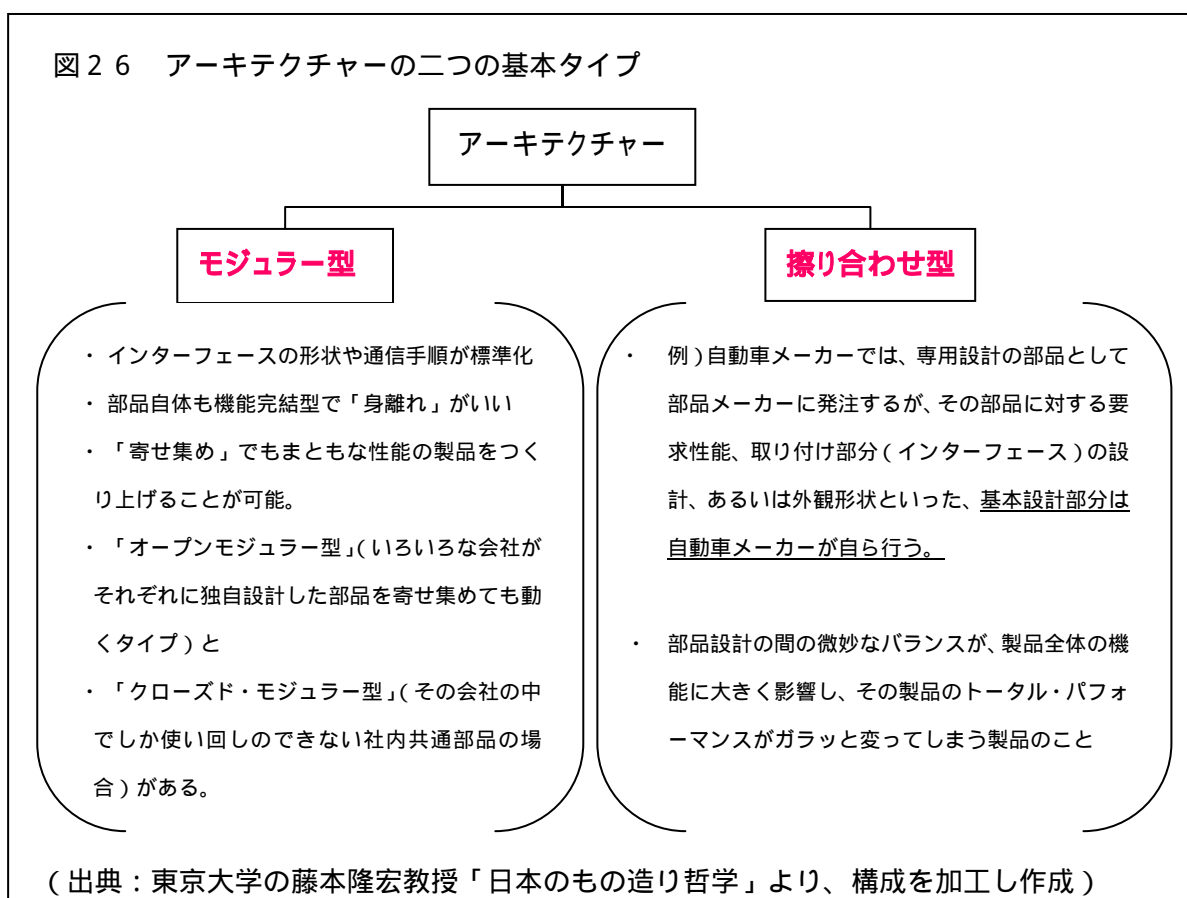 図26 アーキテクチャーの二つの基本タイプ
アーキテクチャー
モジュラー型
擦り合わせ型
・ インターフェースの形状や通信手順が標準化
・ 部品自体も機能完結型で「身離れ」がいい
・ 「寄せ集め」でもまともな性能の製品をつく
り上げることが可能。
・ 「オープンモジュラー型」(いろいろな会社が
それぞれに独自設計した部品を寄せ集めても動
くタイプ)と
・ 「クローズド・モジュラー型」(その会社の中
でしか使い回しのできない社内共通部品の場
合)がある。
・ 例)自動車メーカーでは、専用設計の部品として
部品メーカーに発注するが、その部品に対する要
求性能、取り付け部分(インターフェース)の設
計、あるいは外観形状といった、基本設計部分は
自動車メーカーが自ら行う。
・ 部品設計の間の微妙なバランスが、製品全体の機
能に大きく影響し、その製品のトータル・パフォ
ーマンスがガラッと変ってしまう製品のこと
(出典:東京大学の藤本隆宏教授「日本のもの造り哲学」より、構成を加工し作成)